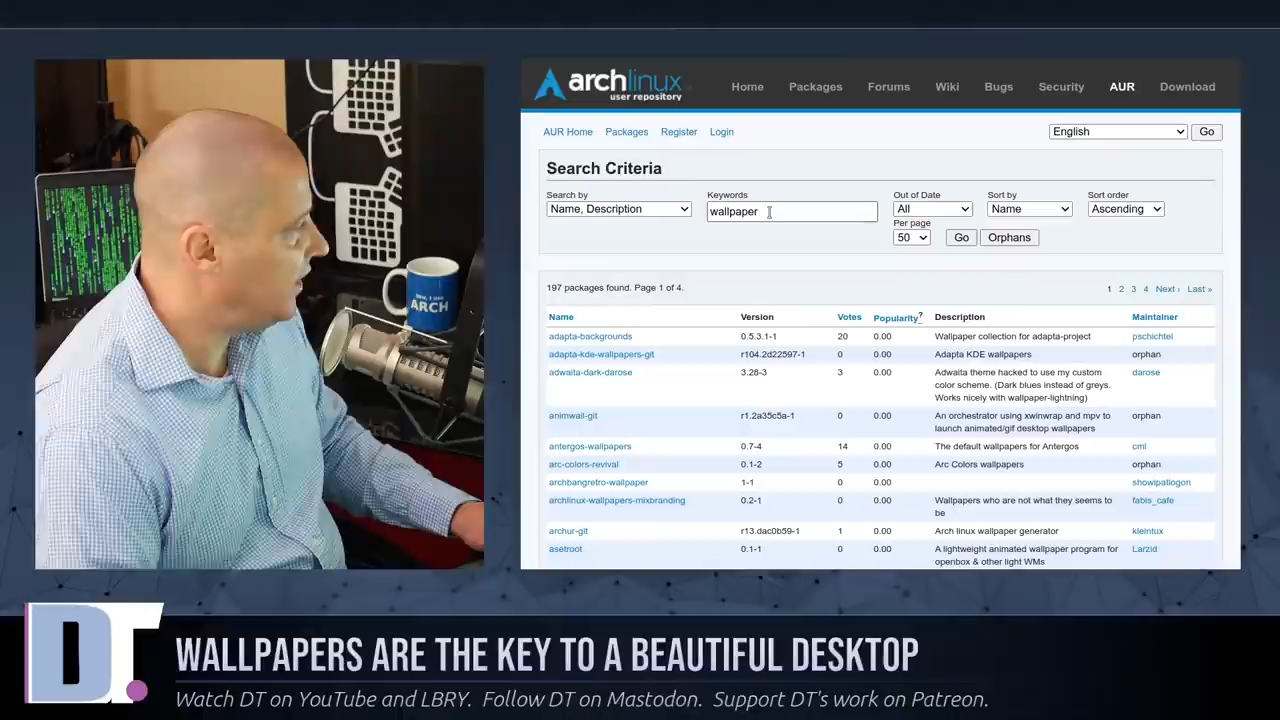 ARCH
archlinux
user repository
Home Packages Forums Wiki Bugs Security AUR Download
AUR Home Packages Register Login English Go
Search Criteria
Search by Keywords Out of Date Sort by Sort order
Name, Description wallpaper All Name Ascending
Per page
50 Go Orphans
197 packages found. Page 1 of 4. 1 2 3 4 Next › Last »
Name Version Votes Popularity? Description Maintainer
adapta-backgrounds 0.5.3.1-1 20 0.00 Wallpaper collection for adapta-project pschichtel
adapta-kde-wallpapers-git r104.2d22597-1 0 0.00 Adapta KDE wallpapers orphan
adwaita-dark-darose 3.28-3 3 0.00 Adwaita theme hacked to use my custom darose
color scheme. (Dark blues instead of greys.
Works nicely with wallpaper-lightning)
animwall-git r1.2a35c5a-1 0 0.00 An orchestrator using xwinwrap and mpv to orphan
launch animated/gif desktop wallpapers
antergos-wallpapers 0.7-4 14 0.00 The default wallpapers for Antergos cml
arc-colors-revival 0.1-2 5 0.00 Arc Colors wallpapers orphan
archbangretro-wallpaper 1-1 0 0.00 showipatlogon
archlinux-wallpapers-mixbranding 0.2-1 0 0.00 Wallpapers who are not what they seems to fabis_cafe
be
archur-git r13.dac0b59-1 1 0.00 Arch linux wallpaper generator kleintux
asetroot 0.1-1 0 0.00 A lightweight animated wallpaper program for Larzid
openbox & other light WMs
DT.
WALLPAPERS ARE THE KEY TO A BEAUTIFUL DESKTOP
Watch DT on YouTube and LBRY. Follow DT on Mastodon. Support DT's work on Patreon.